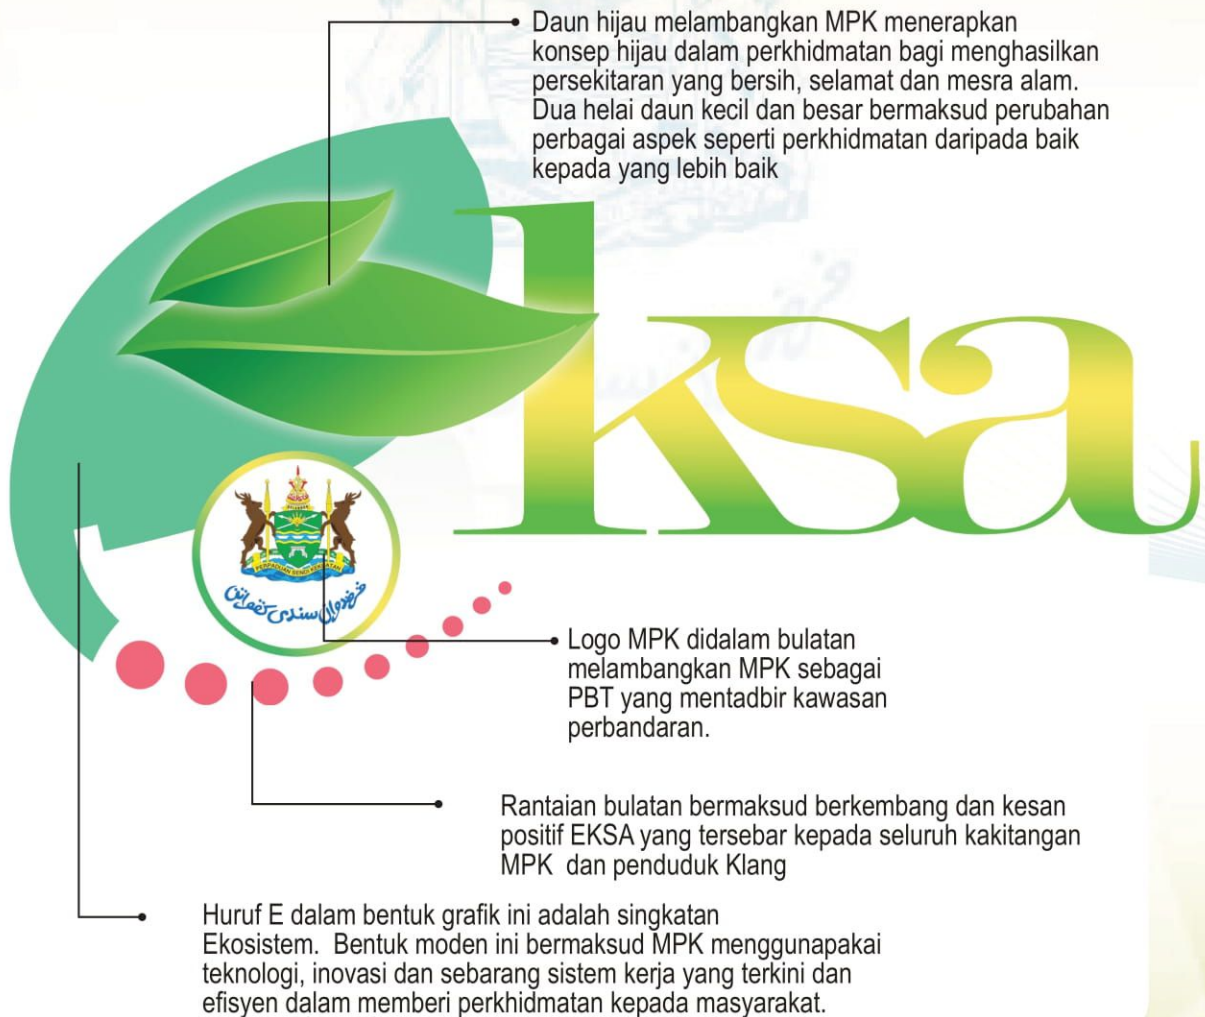 Daun hijau melambangkan MPK menerapkan
konsep hijau dalam perkhidmatan bagi menghasilkan
persekitaran yang bersih, selamat dan mesra alam.
Dua helai daun kecil dan besar bermaksud perubahan
perbagai aspek seperti perkhidmatan daripada baik
kepada yang lebih baik
eksa
PERPADUAN SENDI KEKUATAN
Logo MPK didalam bulatan
melambangkan MPK sebagai
PBT yang mentadbir kawasan
perbandaran.
Rantaian bulatan bermaksud berkembang dan kesan
positif EKSA yang tersebar kepada seluruh kakitangan
MPK dan penduduk Klang
Huruf E dalam bentuk grafik ini adalah singkatan
Ekosistem. Bentuk moden ini bermaksud MPK menggunapakai
teknologi, inovasi dan sebarang sistem kerja yang terkini dan
efisyen dalam memberi perkhidmatan kepada masyarakat.